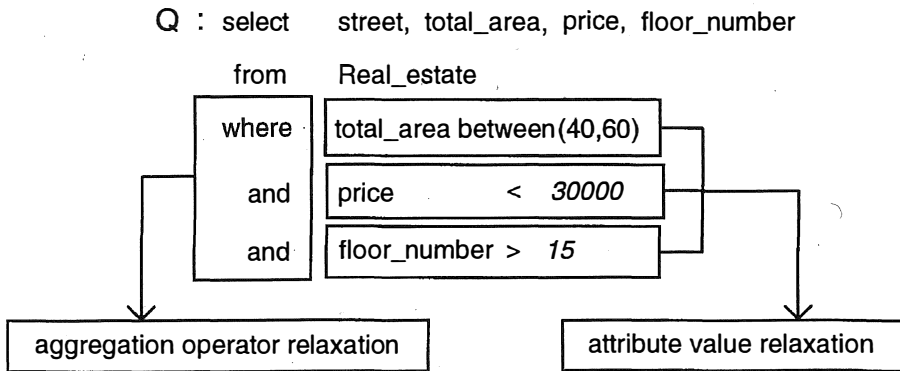 Q : select street, total_area, price, floor_number
from Real_estate
where total_area between(40,60)
and price < 30000
and floor_number > 15
aggregation operator relaxation attribute value relaxation